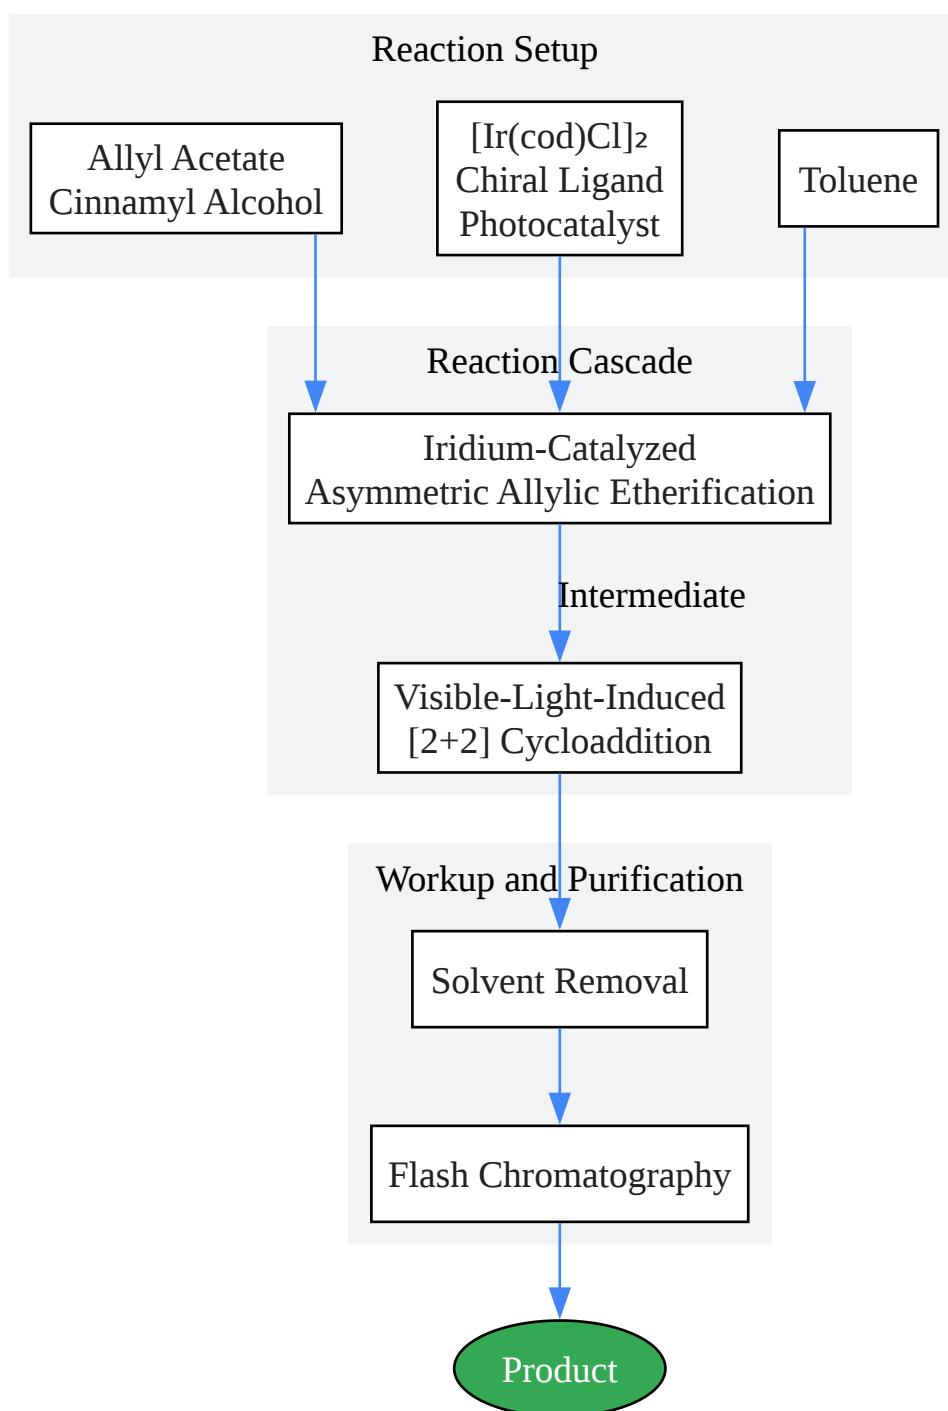 Reaction Setup
Allyl Acetate
Cinnamyl Alcohol
[Ir(cod)Cl]₂
Chiral Ligand
Photocatalyst
Toluene
Reaction Cascade
Iridium-Catalyzed
Asymmetric Allylic Etherification
Intermediate
Visible-Light-Induced
[2+2] Cycloaddition
Workup and Purification
Solvent Removal
Flash Chromatography
Product